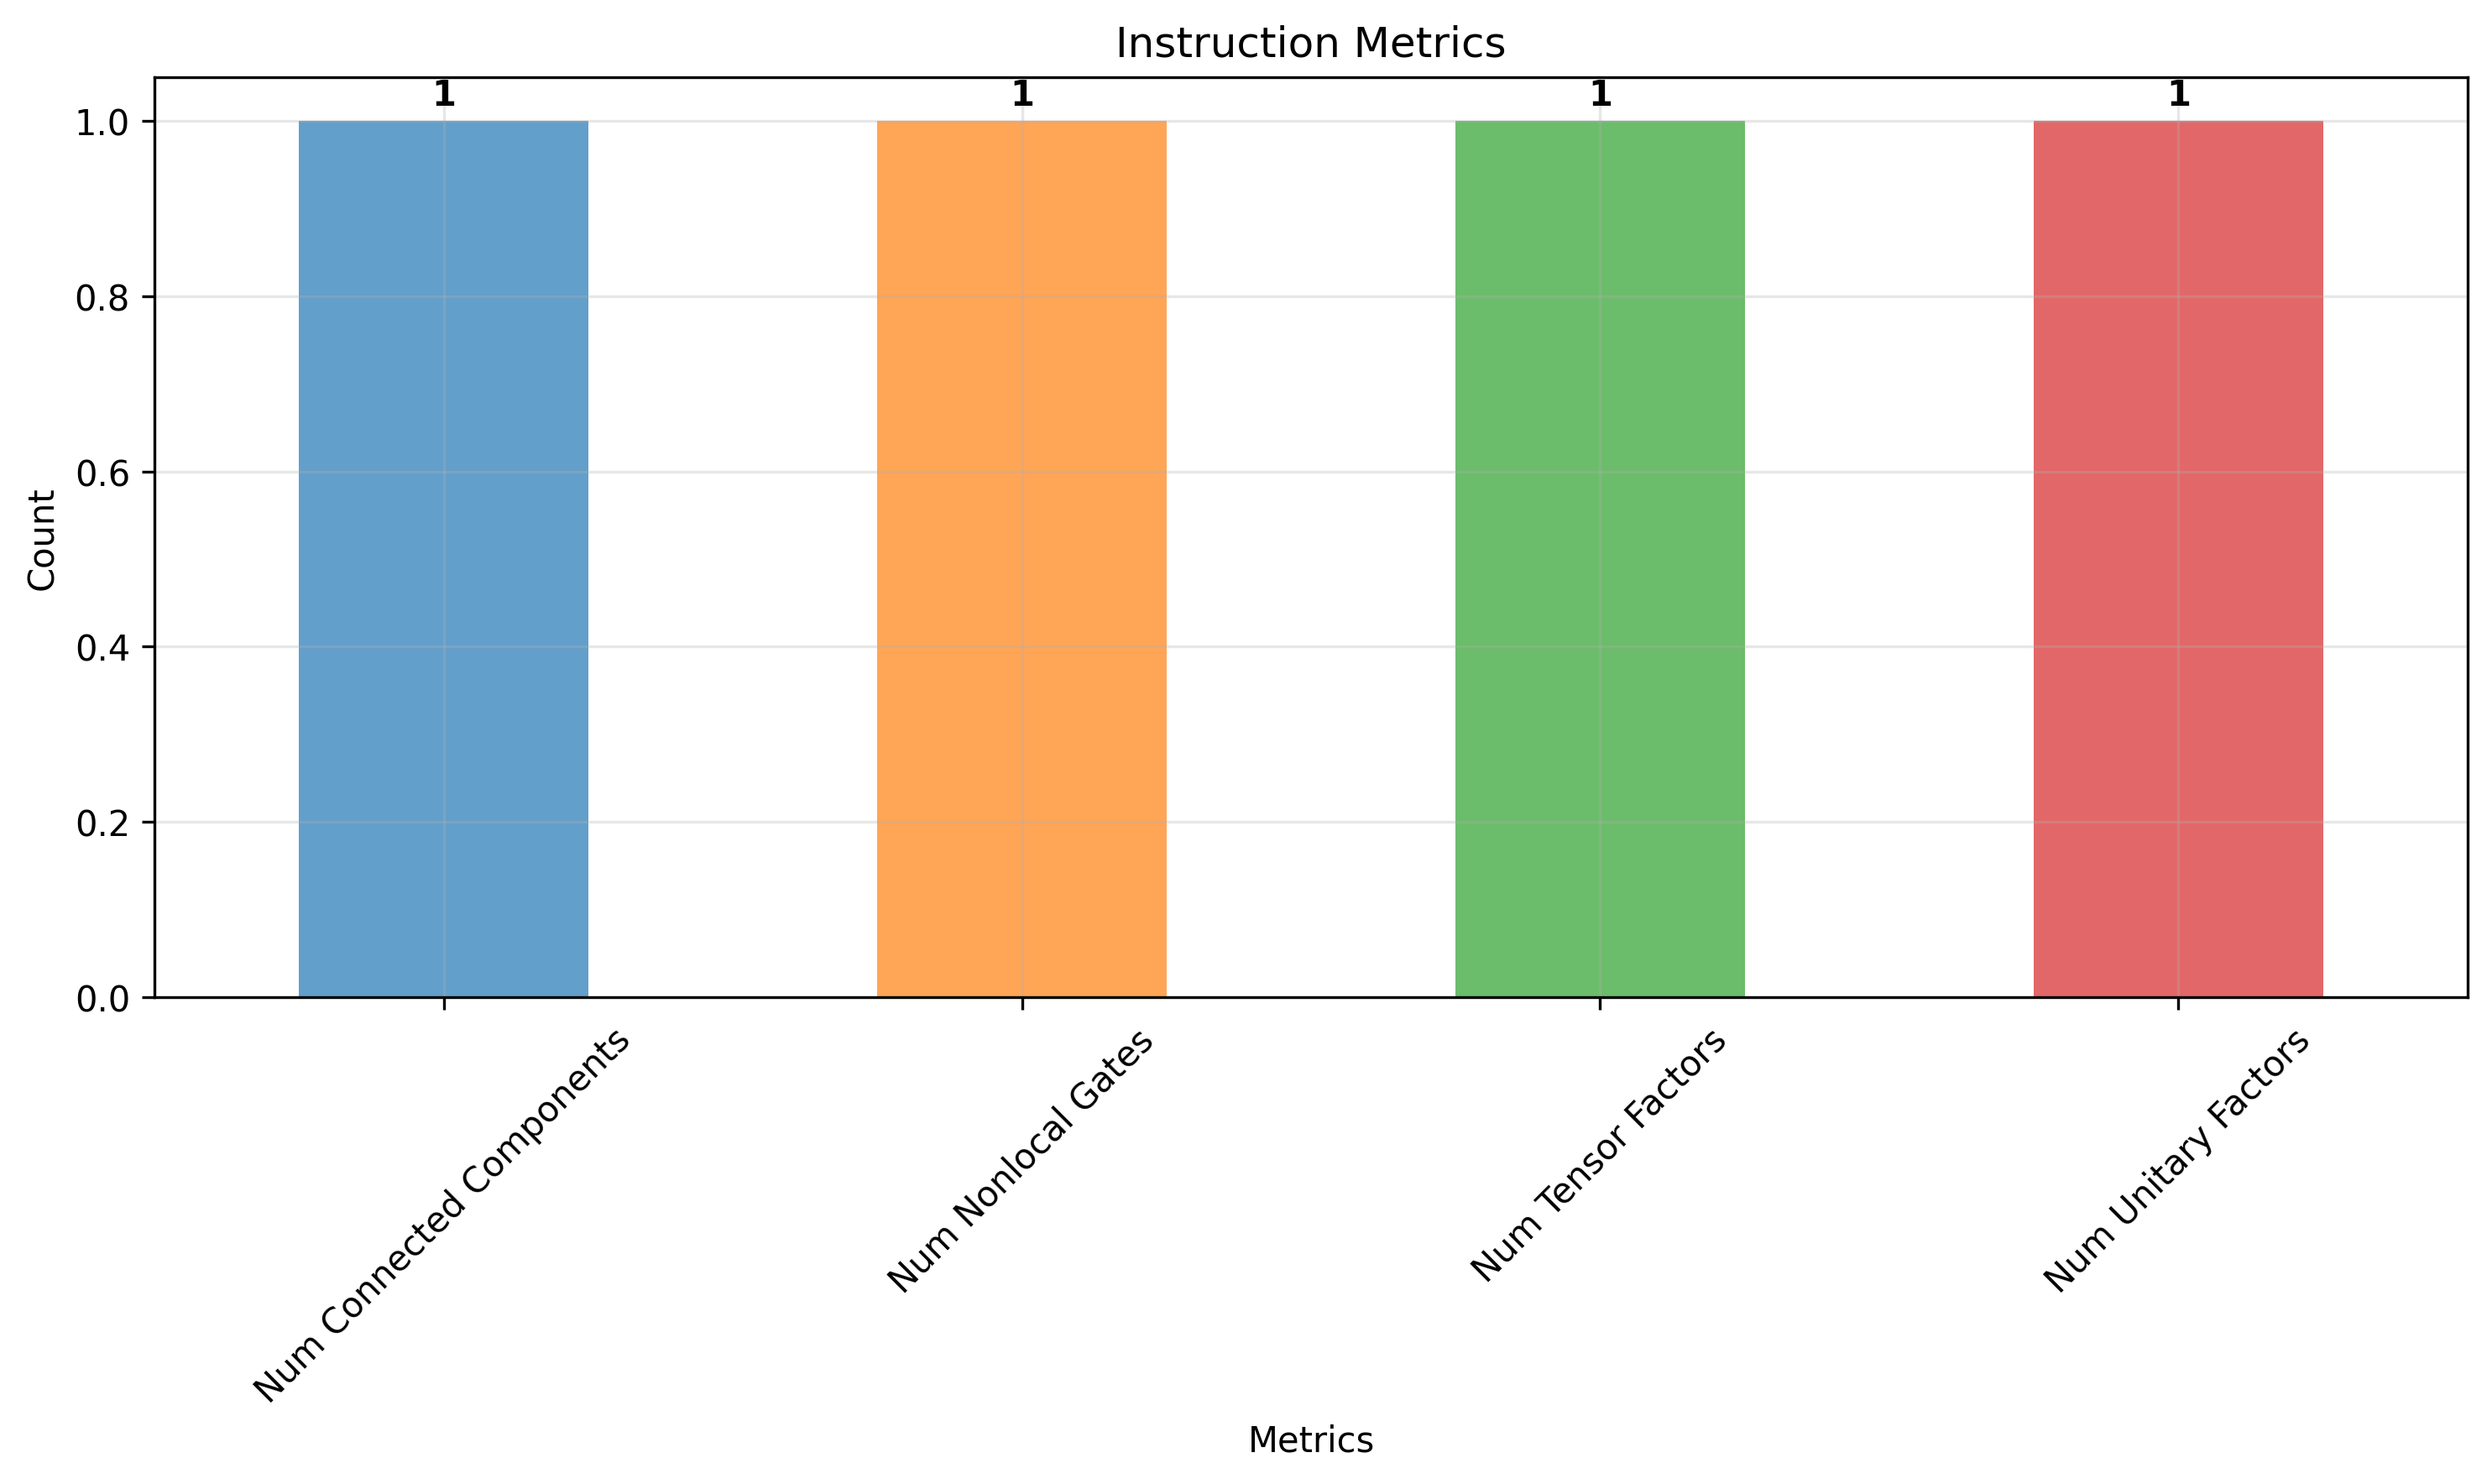 Instruction Metrics
1 1 1 1
1.0
0.8
0.6
0.4
0.2
0.0
Count
Num Connected Components
Num Nonlocal Gates
Num Tensor Factors
Num Unitary Factors
Metrics